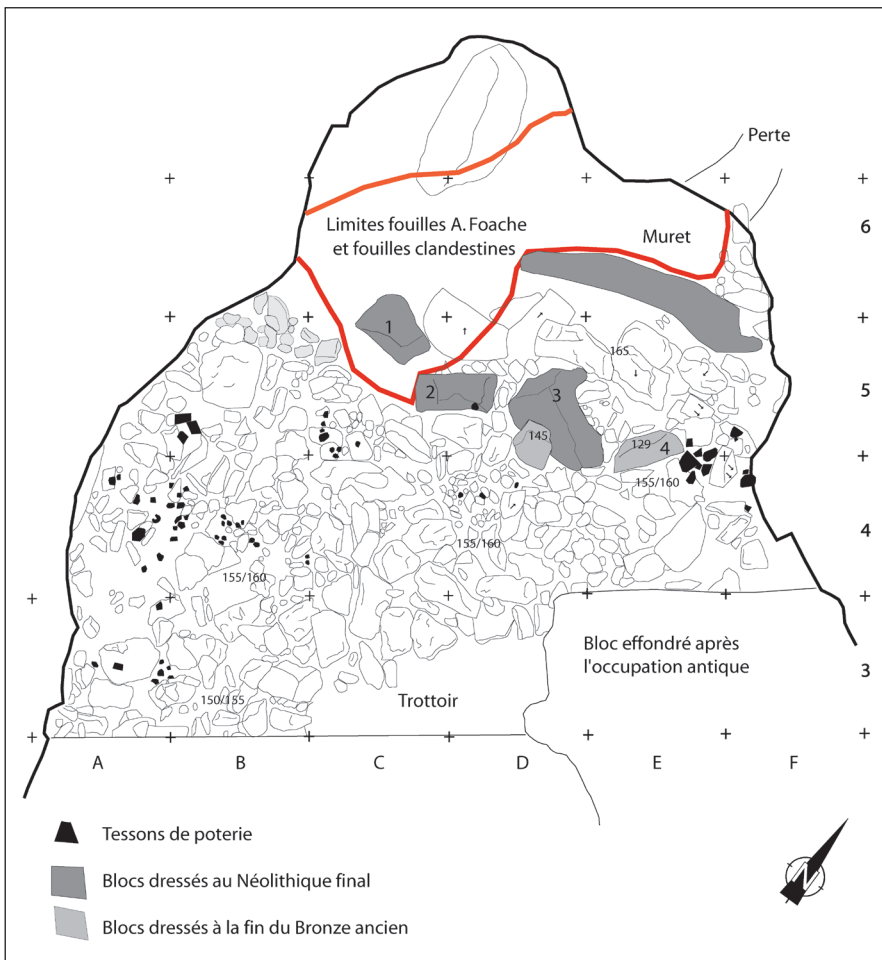 Perte
6
Limites fouilles A. Foache
et fouilles clandestines
Muret
1
165
5
2
3
145
129
4
155/160
155/160
4
155/160
Bloc effondré après
l'occupation antique
3
150/155
Trottoir
A
B
C
D
E
F
Tessons de poterie
Blocs dressés au Néolithique final
Blocs dressés à la fin du Bronze ancien
N